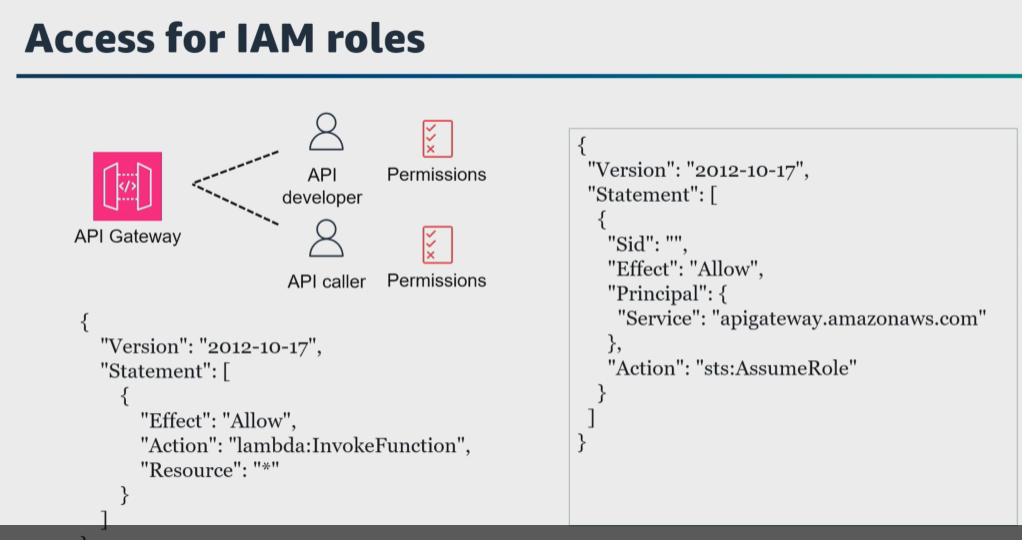 Access for IAM roles
</>
API Gateway
API
developer
Permissions
API caller
Permissions
{
"Version": "2012-10-17",
"Statement": [
{
"Effect": "Allow",
"Action": "lambda:InvokeFunction",
"Resource": "*"
}
]
{
"Version": "2012-10-17",
"Statement": [
{
"Sid": "",
"Effect": "Allow",
"Principal": {
"Service": "apigateway.amazonaws.com"
},
"Action": "sts:AssumeRole"
}
]
}